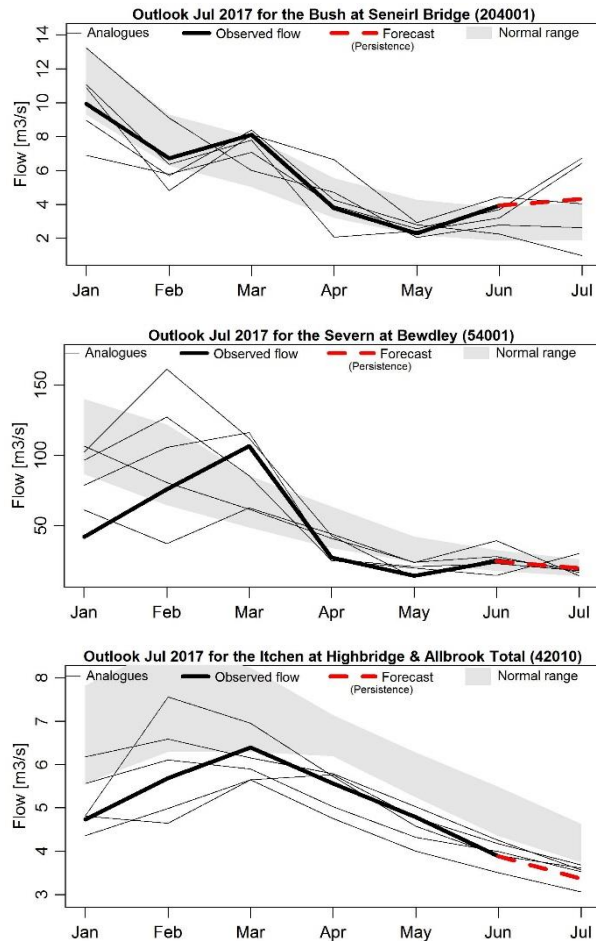 Outlook Jul 2017 for the Bush at Seneirl Bridge (204001)
Analogues Observed flow Forecast Normal range
(Persistence)
14
12
10
8
6
4
2
Flow [m3/s]
Jan Feb Mar Apr May Jun Jul
Outlook Jul 2017 for the Severn at Bewdley (54001)
Analogues Observed flow Forecast Normal range
(Persistence)
150
100
50
Flow [m3/s]
Jan Feb Mar Apr May Jun Jul
Outlook Jul 2017 for the Itchen at Highbridge & Allbrook Total (42010)
Analogues Observed flow Forecast Normal range
(Persistence)
8
7
6
5
4
3
Flow [m3/s]
Jan Feb Mar Apr May Jun Jul